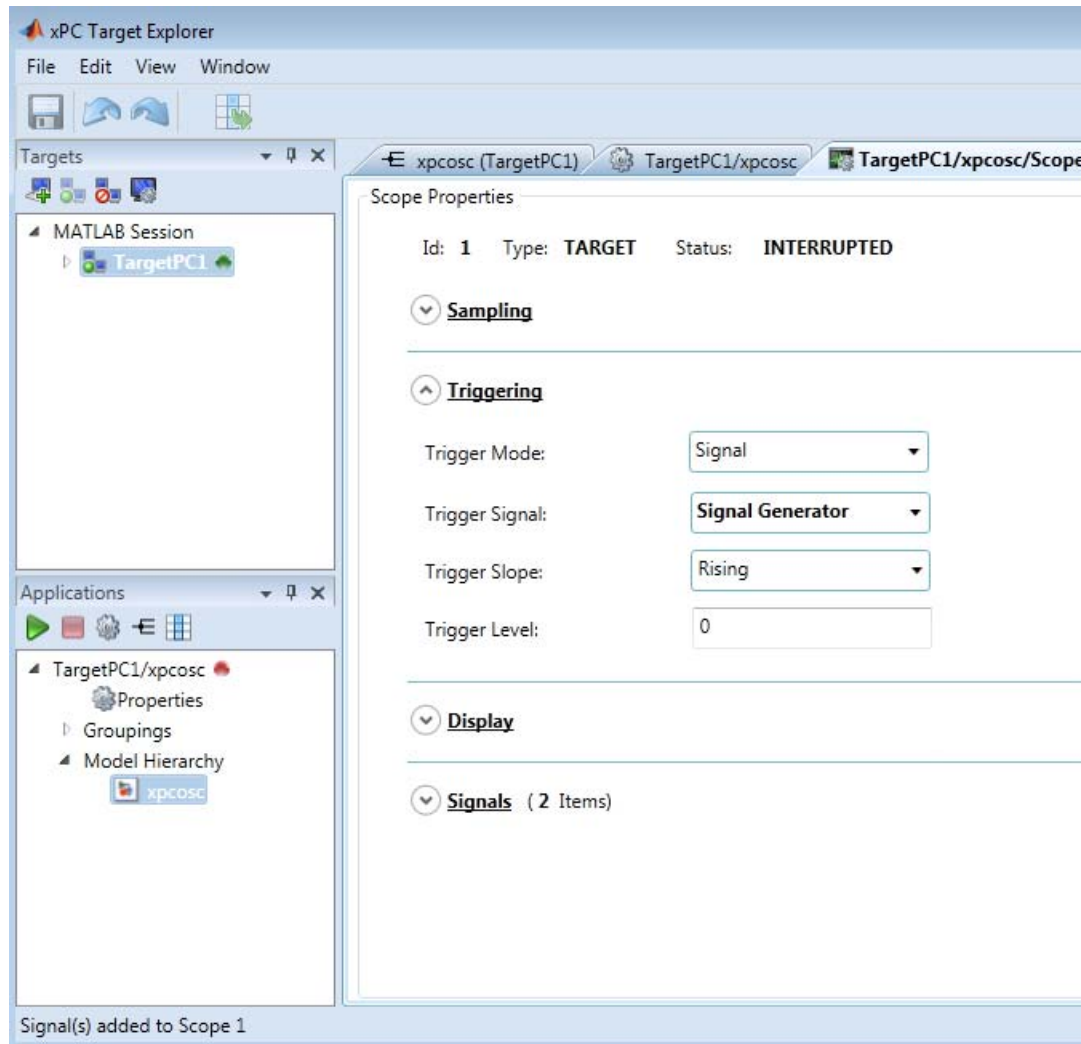 xPC Target Explorer
File Edit View Window
Targets
MATLAB Session
TargetPC1
Applications
TargetPC1/xpcosc
Properties
Groupings
Model Hierarchy
xpcosc
xpcosc (TargetPC1) TargetPC1/xpcosc TargetPC1/xpcosc/Scope
Scope Properties
Id: 1 Type: TARGET Status: INTERRUPTED
Sampling
Triggering
Trigger Mode: Signal
Trigger Signal: Signal Generator
Trigger Slope: Rising
Trigger Level: 0
Display
Signals ( 2 Items)
Signal(s) added to Scope 1